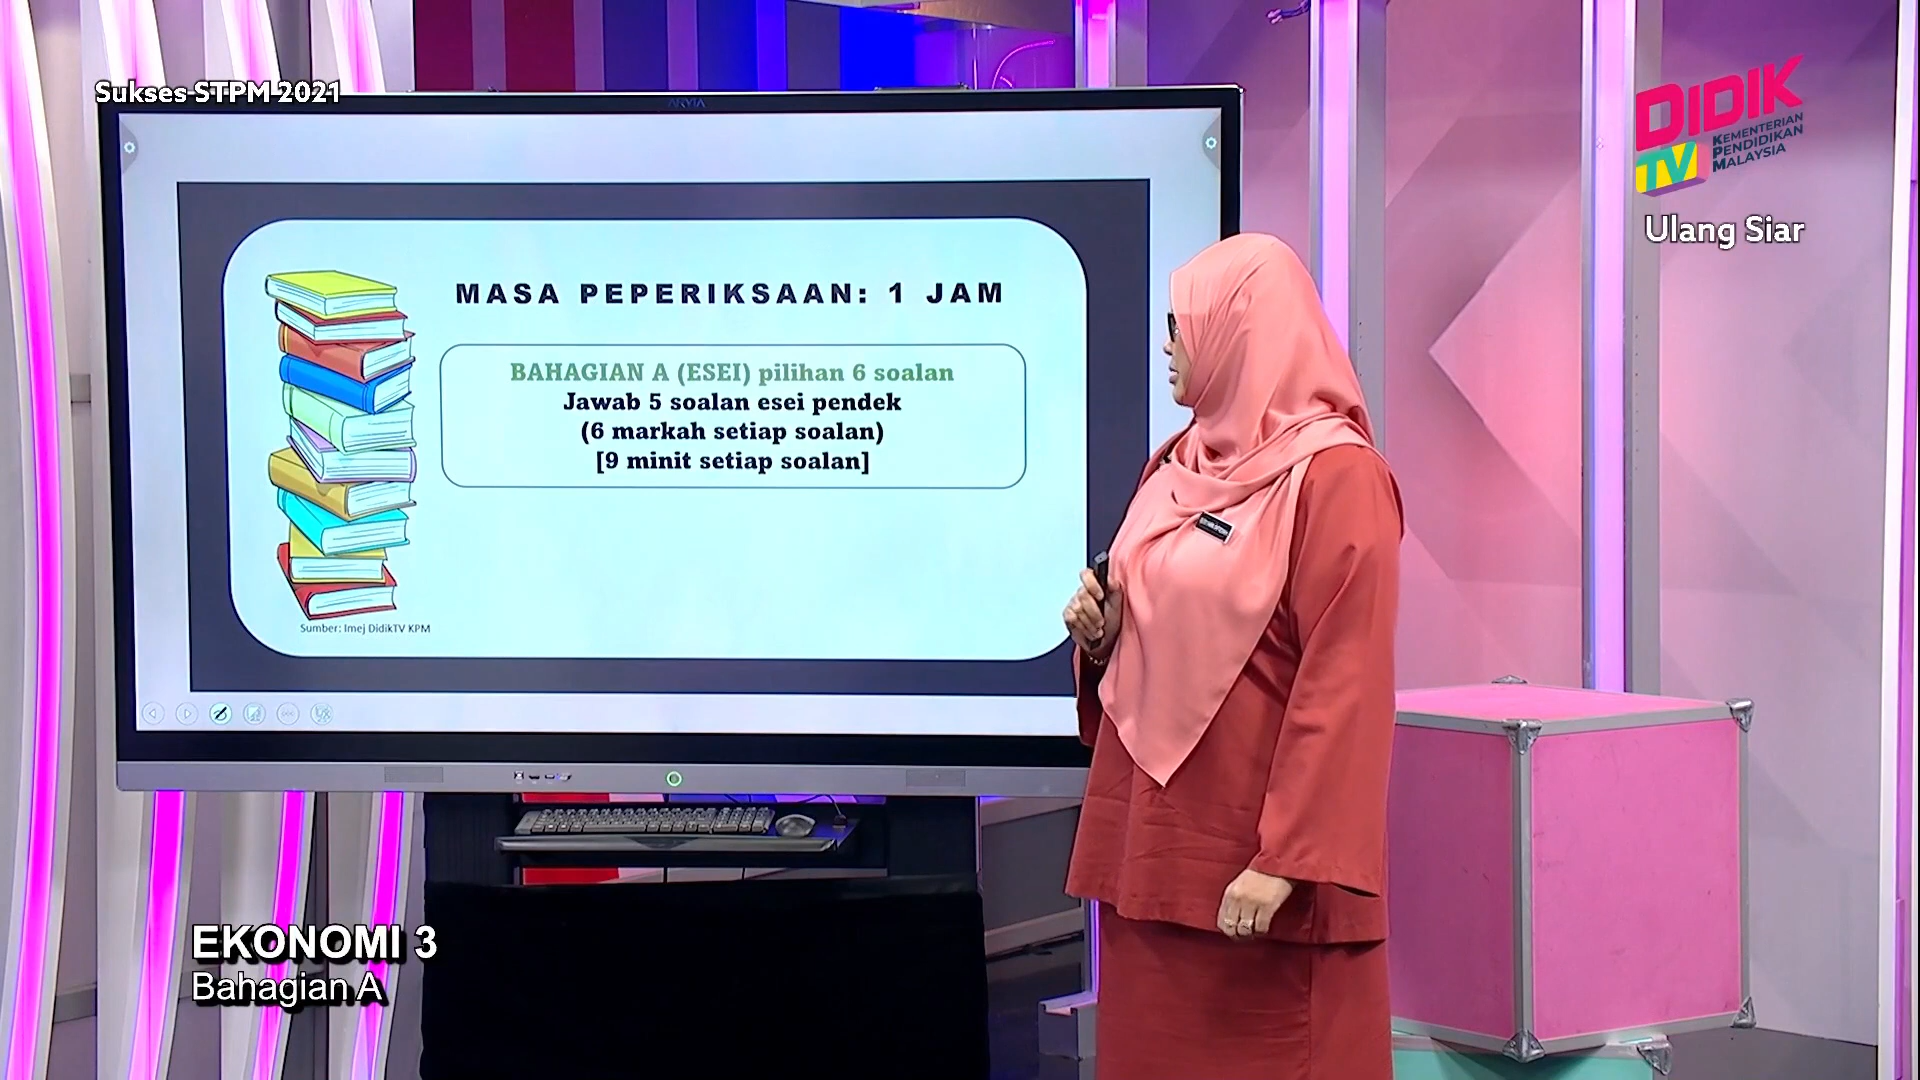 Sukses STPM 2021
ARVIA
DIDIK
TV
KEMENTERIAN
PENDIDIKAN
MALAYSIA
Ulang Siar
MASA PEPERIKSAAN: 1 JAM
BAHAGIAN A (ESEI) pilihan 6 soalan
Jawab 5 soalan esei pendek
(6 markah setiap soalan)
[9 minit setiap soalan]
Sumber: Imej DidikTV KPM
EKONOMI 3
Bahagian A